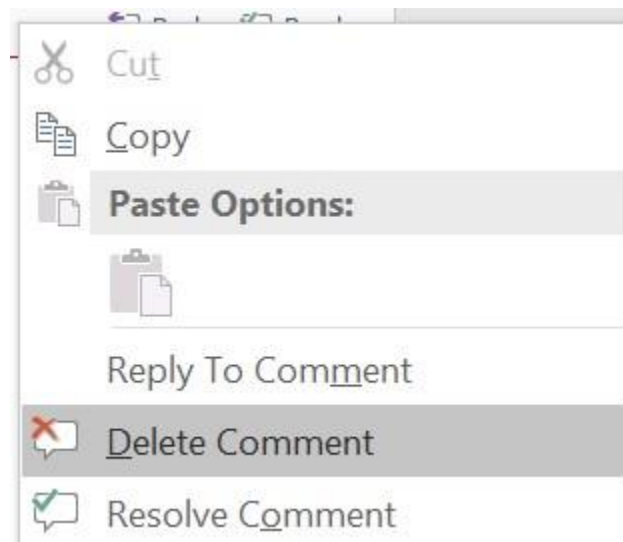 Cut
Copy
Paste Options:
Reply To Comment
Delete Comment
Resolve Comment